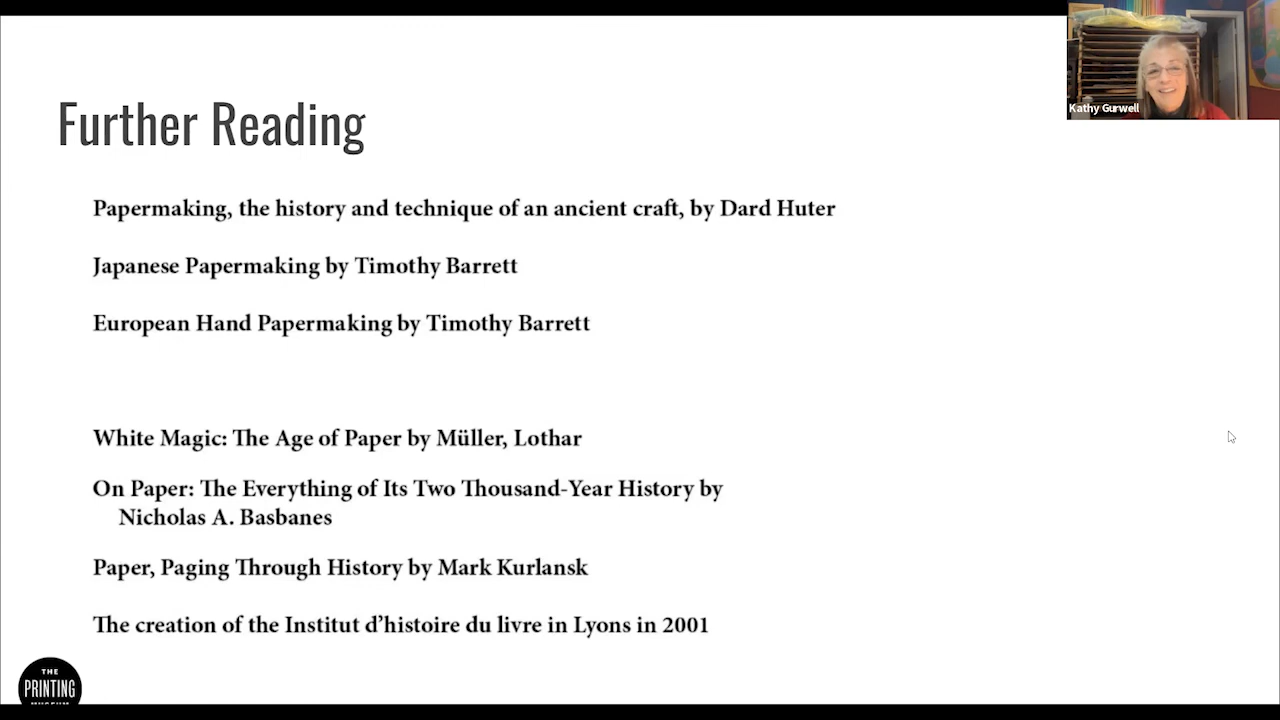 Kathy Gurwell
Further Reading
Papermaking, the history and technique of an ancient craft, by Dard Huter
Japanese Papermaking by Timothy Barrett
European Hand Papermaking by Timothy Barrett
White Magic: The Age of Paper by Müller, Lothar
On Paper: The Everything of Its Two Thousand-Year History by
Nicholas A. Basbanes
Paper, Paging Through History by Mark Kurlansk
The creation of the Institut d’histoire du livre in Lyons in 2001
THE
PRINTING
MUSEUM